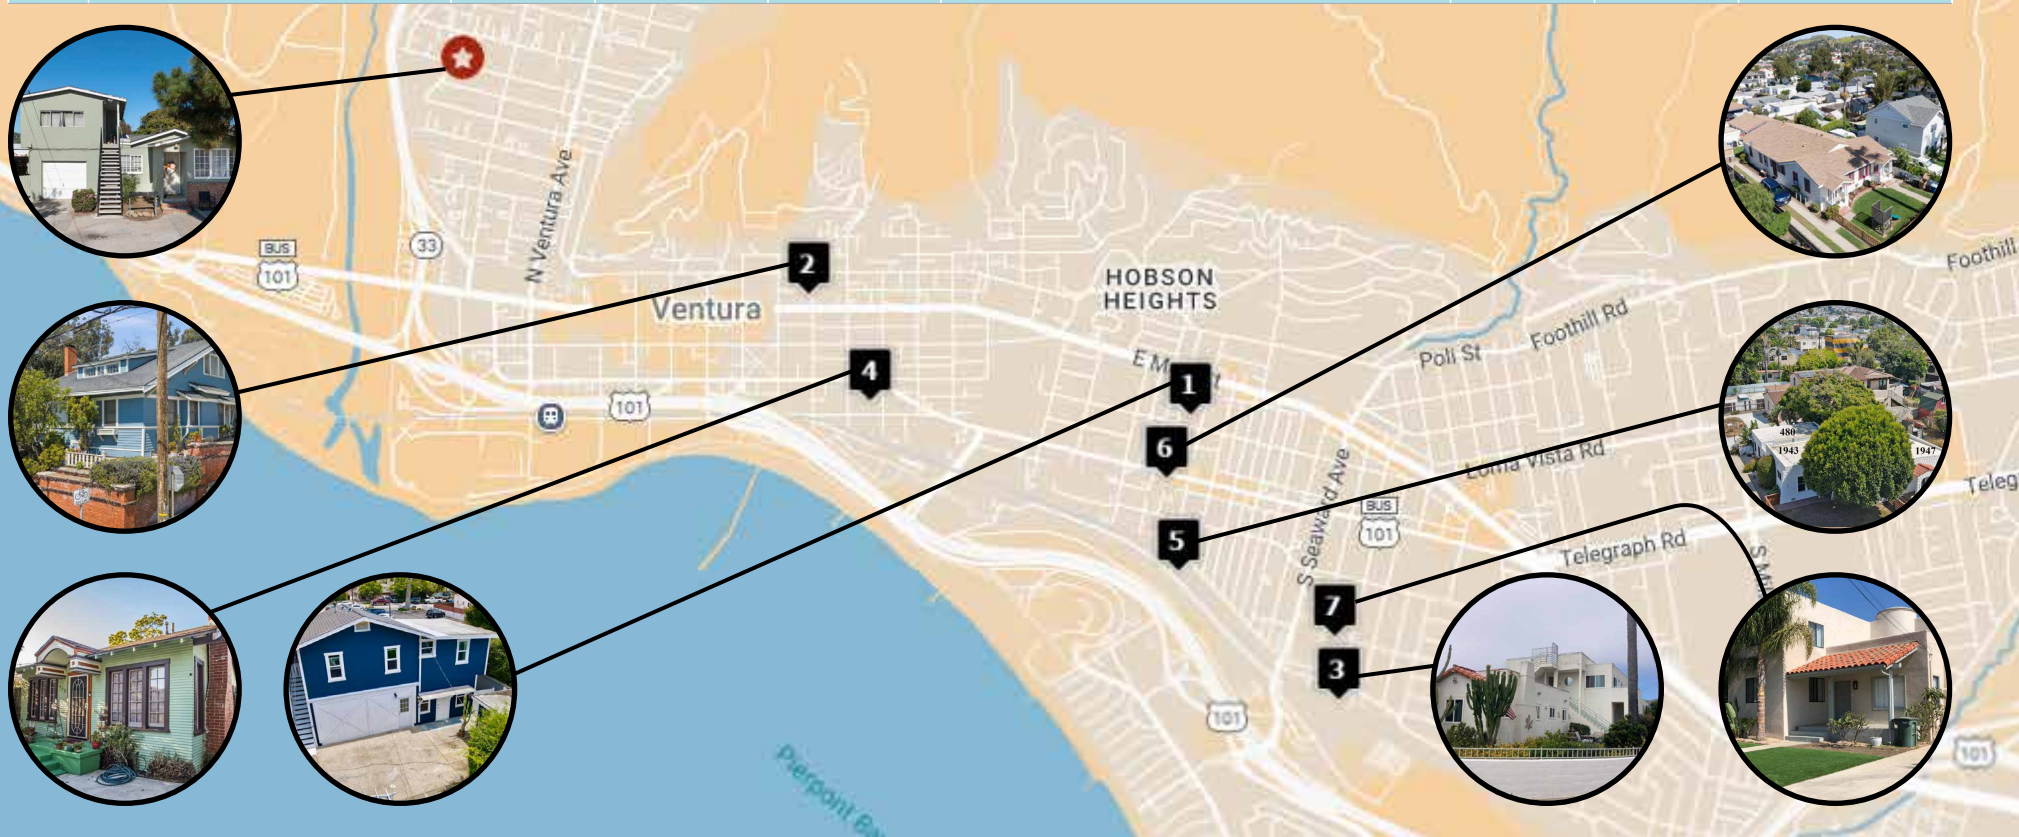 N Ventura Ave
33
BUS
101
2
Ventura
HOBSON
HEIGHTS
Foothill
Foothill Rd
Poli St
E M
t
1
4
101
6
480
1943
1947
Loma Vista Rd
Teleg
S Seaward Ave
BUS
101
5
Telegraph Rd
S M
7
3
101
101
Pierpont Ba